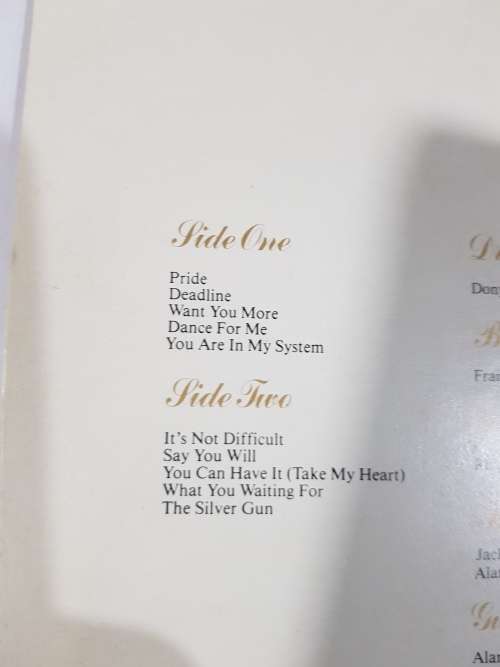 Side One
Pride
Deadline
Want You More
Dance For Me
You Are In My System
Side Two
It's Not Difficult
Say You Will
You Can Have It (Take My Heart)
What You Waiting For
The Silver Gun